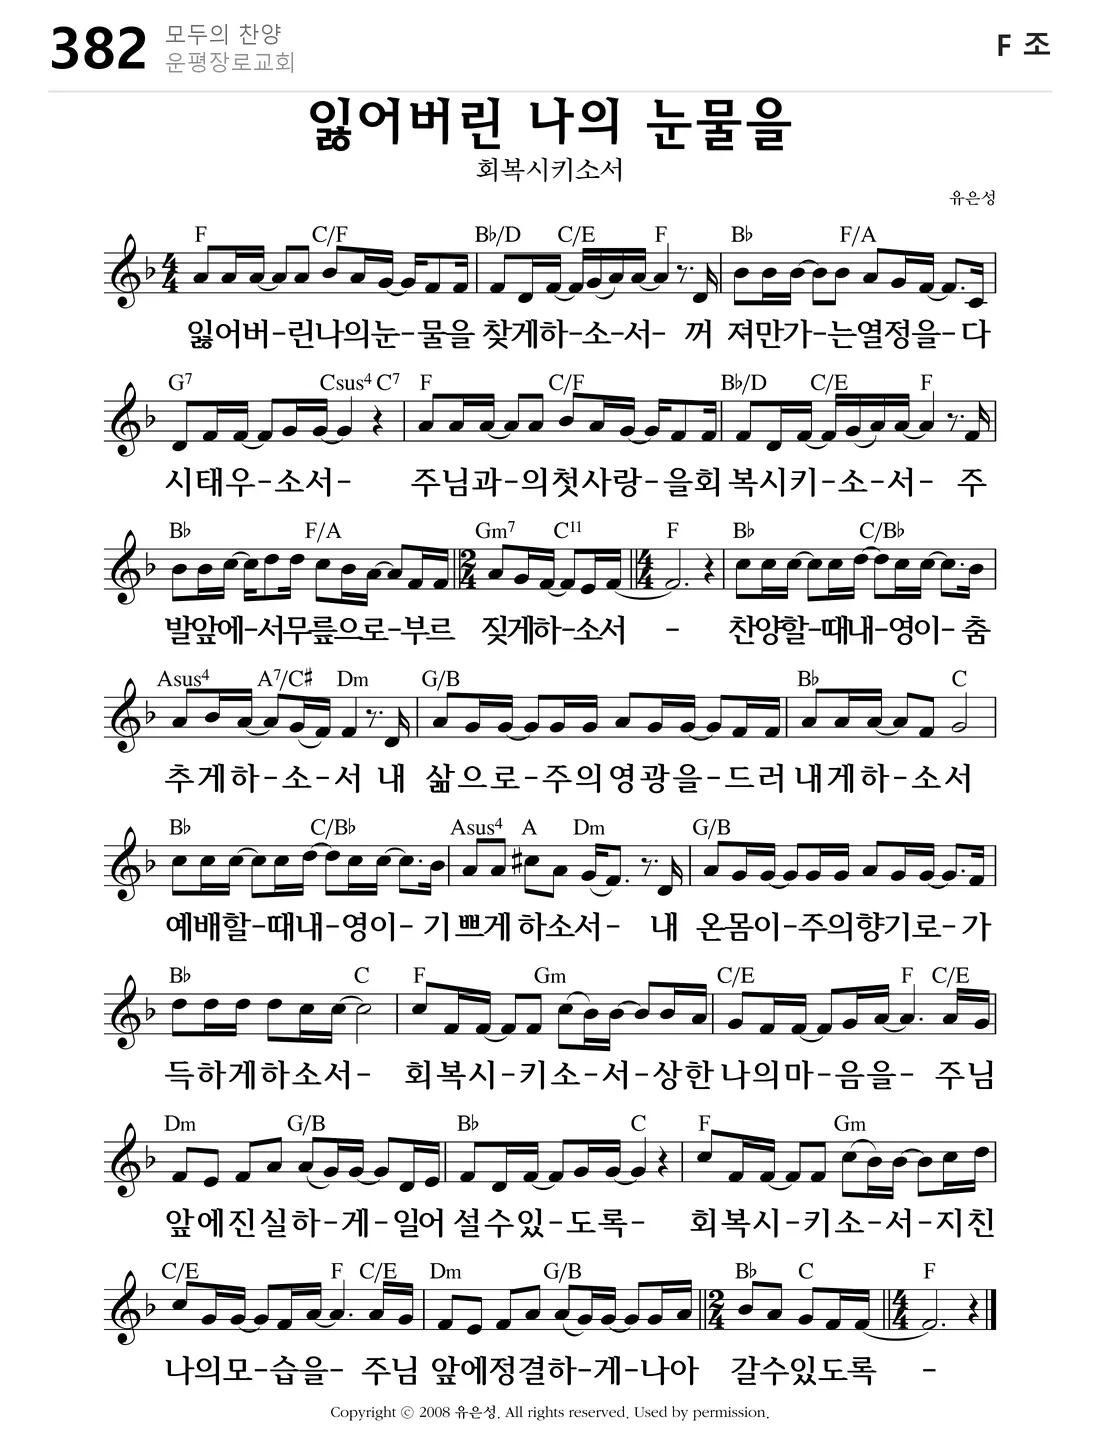 382 모두의 찬양
운평장로교회
F 조
잃어버린 나의 눈물을
회복시키소서
유은성
F C/F B♭/D C/E F B♭ F/A
잃어버-린나의눈-물을 찾게하-소-서- 꺼 져만가-는열정을-다
G7 Csus4 C7 F C/F B♭/D C/E F
시태우-소서- 주님과-의첫사랑-을회 복시키-소-서- 주
B♭ F/A Gm7 C11 F B♭ C/B♭
발앞에-서무릎으로-부르 짖게하-소서 - 찬양할-때내-영이-춤
Asus4 A7/C♯ Dm G/B B♭ C
추게하-소-서 내 삶으로-주의영광을-드러 내게하-소서
B♭ C/B♭ Asus4 A Dm G/B
예배할-때내-영이- 기 쁘게 하소서- 내 온몸이-주의향기로-가
B♭ C F Gm C/E F C/E
득하게하소서- 회복시-키소-서-상한 나의마-음을- 주님
Dm G/B B♭ C F Gm
앞에진실하-게-일어 설수있-도록- 회복시-키소-서-지친
C/E F C/E Dm G/B B♭ C F
나의모-습을- 주님 앞에정결하-게-나아 갈수있도록 -
Copyright ⓒ 2008 유은성. All rights reserved. Used by permission.